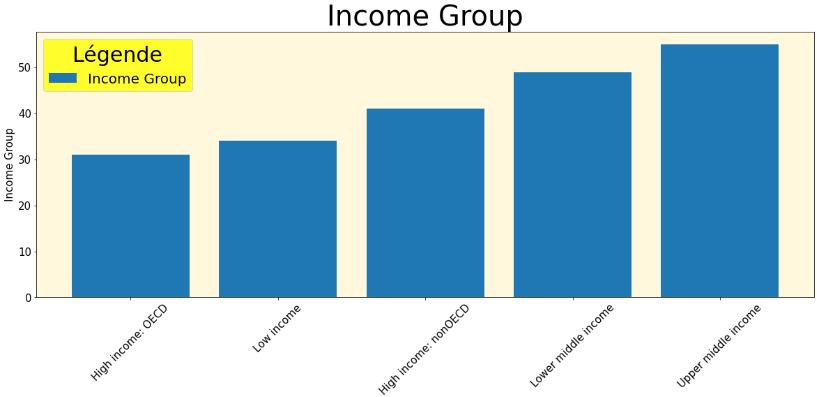 Income Group
Légende
Income Group
Income Group
50
40
30
20
10
0
High income: OECD
Low income
High income: nonOECD
Lower middle income
Upper middle income